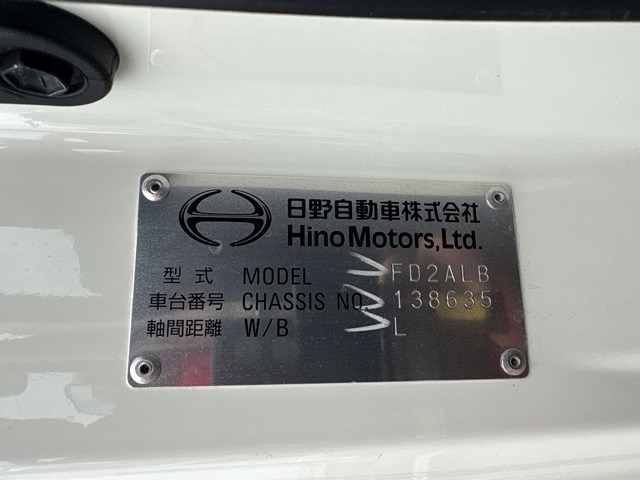 日野自動車株式会社
Hino Motors, Ltd.
型式 MODEL FD2ALB
車台番号 CHASSIS NO. 138635
軸間距離 W/B L